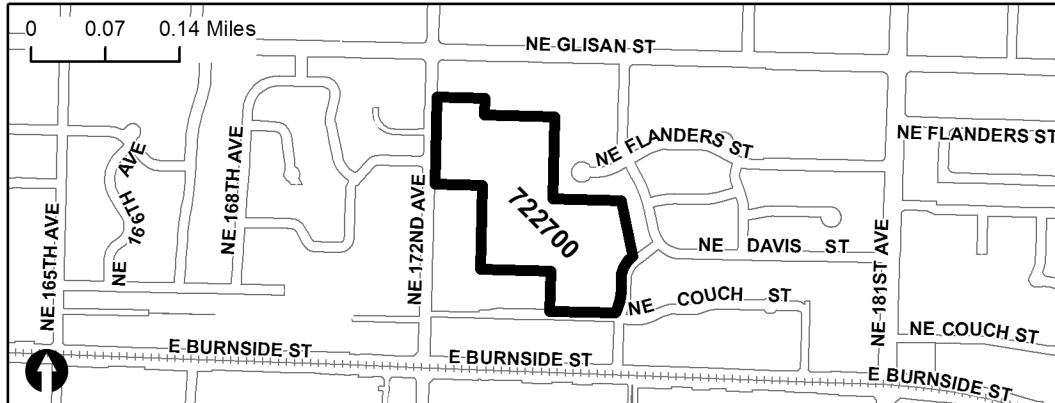 0 0.07 0.14 Miles
NE GLISAN ST
NE FLANDERS ST
NE FLANDERS ST
NE 166TH AVE
NE 168TH AVE
NE 172ND AVE
722700
NE 165TH AVE
NE DAVIS ST
NE 181ST AVE
NE COUCH ST
NE COUCH ST
E BURNSIDE ST
E BURNSIDE ST
E BURNSIDE ST